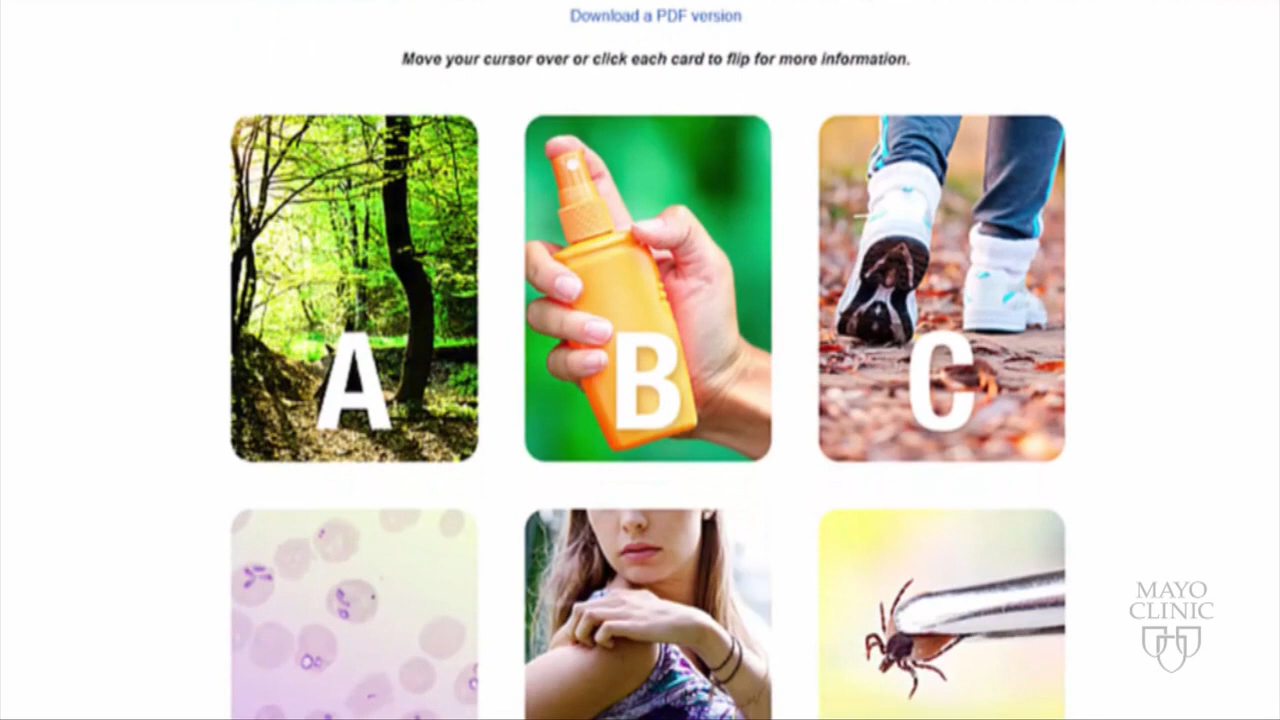 Download a PDF version
Move your cursor over or click each card to flip for more information.
A
B
C
MAYO
CLINIC